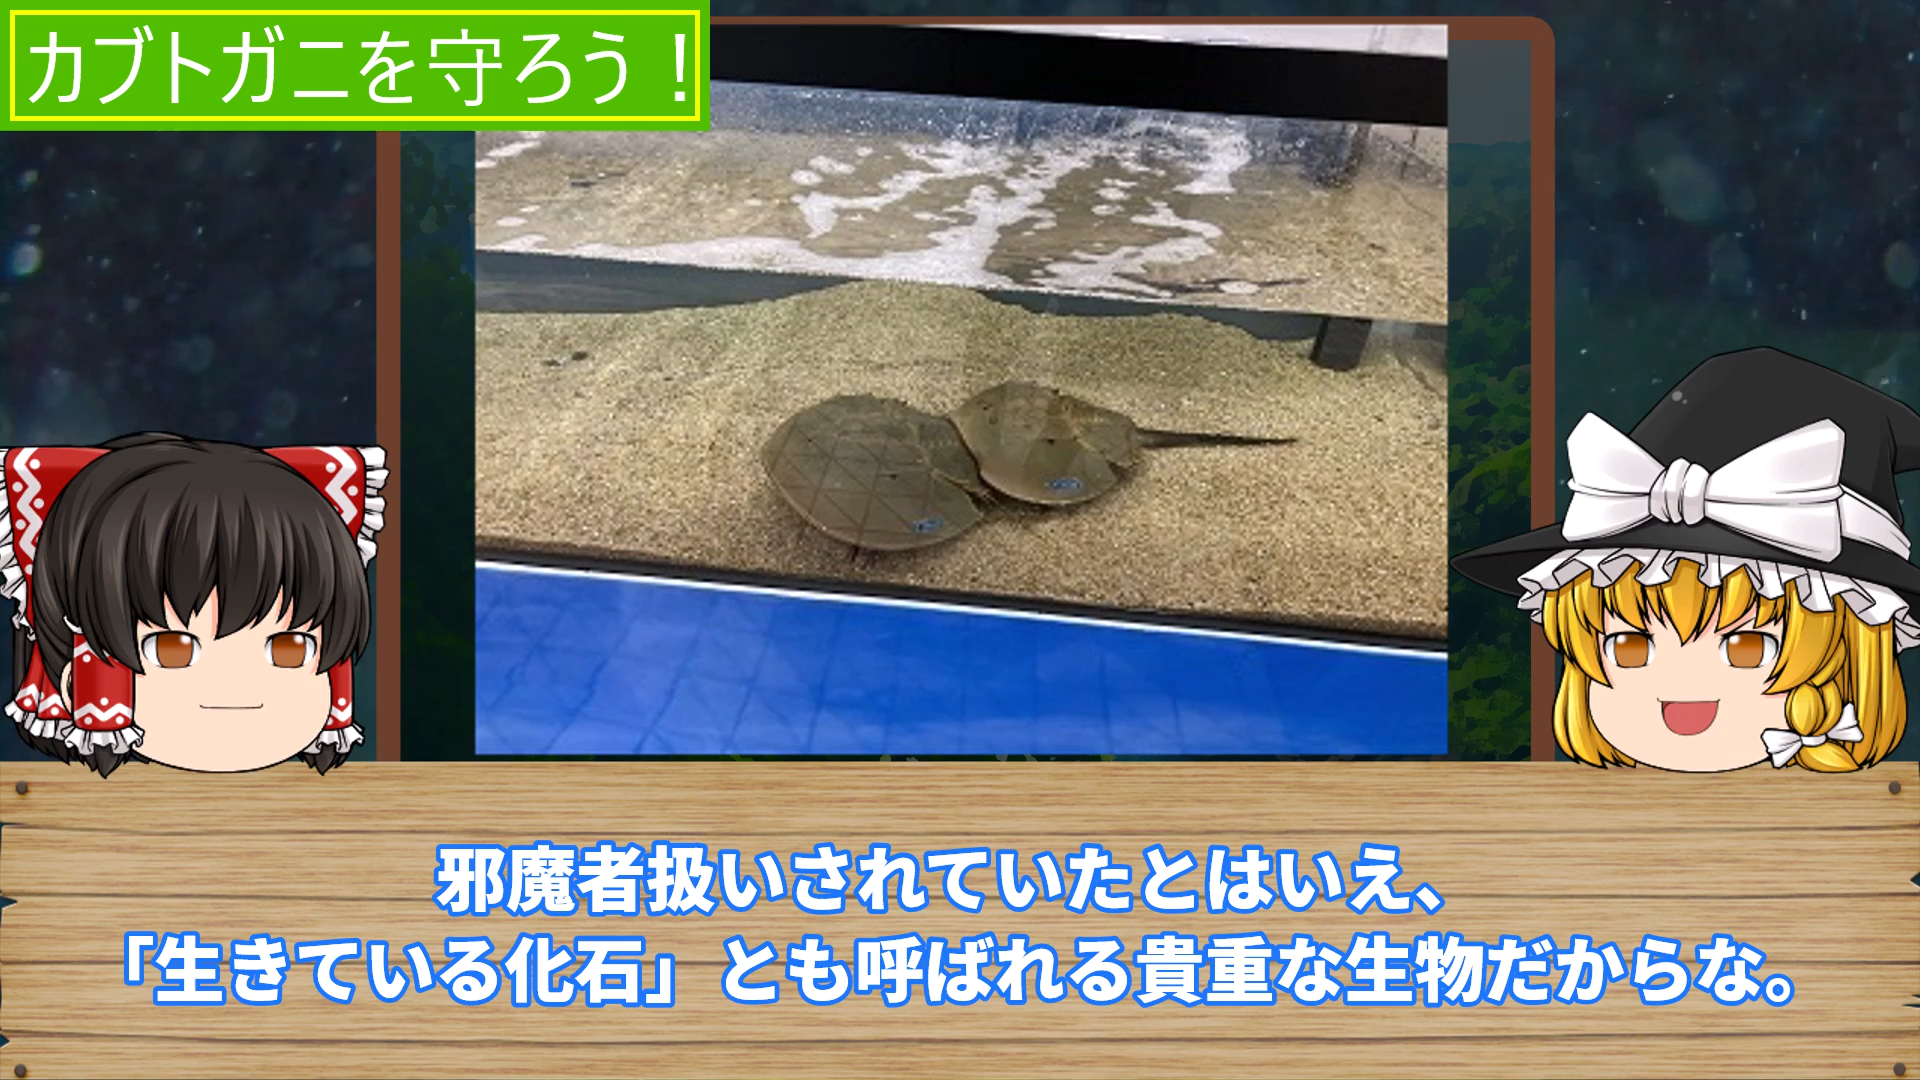 カブトガニを守ろう！
邪魔者扱いされていたとはいえ、
「生きている化石」とも呼ばれる貴重な生物だからな。